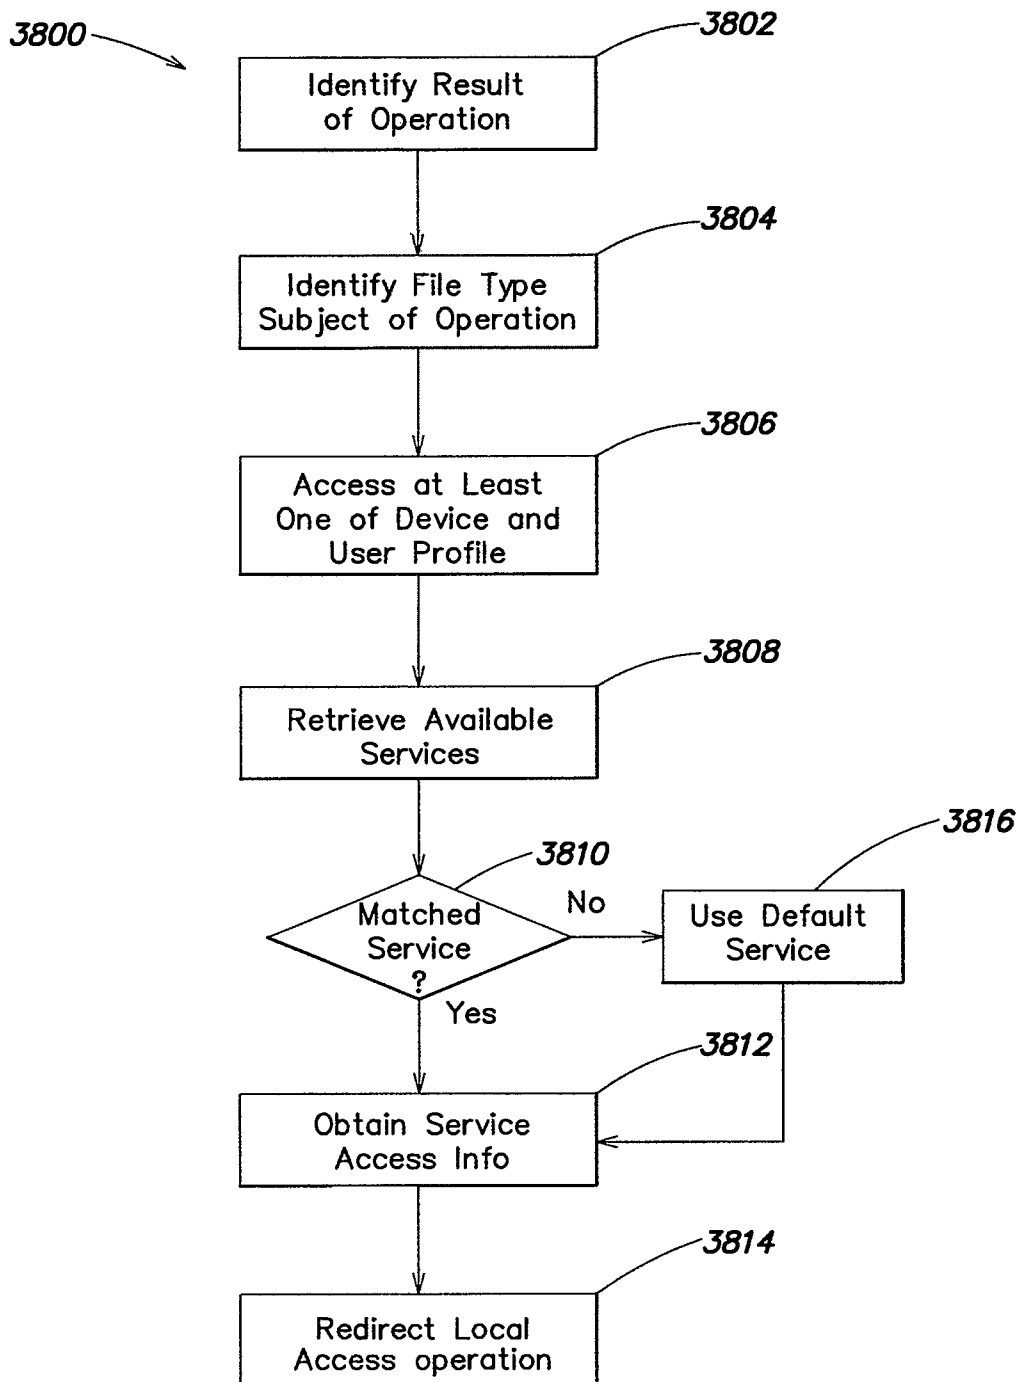 3800
3802
Identify Result
of Operation
3804
Identify File Type
Subject of Operation
3806
Access at Least
One of Device and
User Profile
3808
Retrieve Available
Services
3810
Matched
Service
?
No
Yes
3816
Use Default
Service
3812
Obtain Service
Access Info
3814
Redirect Local
Access operation